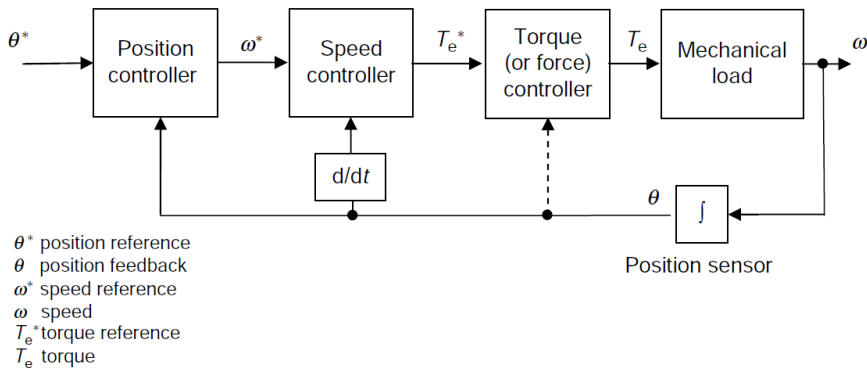 θ*
Position
controller
ω*
Speed
controller
Te*
Torque
(or force)
controller
Te
Mechanical
load
ω
d/dt
θ
∫
Position sensor
θ* position reference
θ position feedback
ω* speed reference
ω speed
Te* torque reference
Te torque